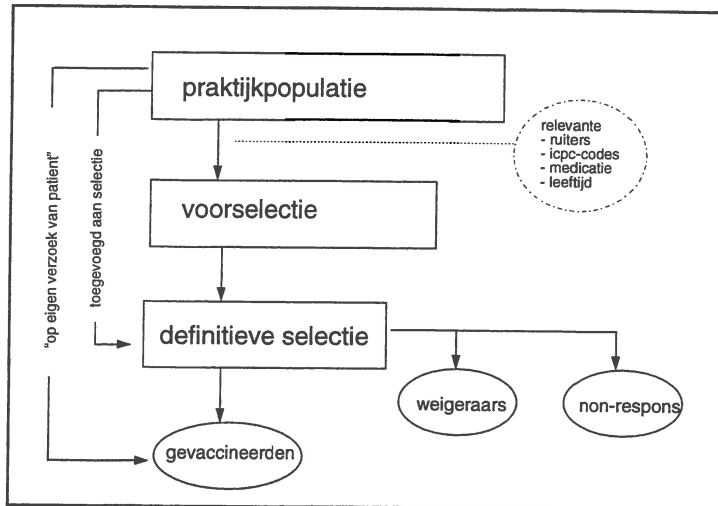 praktijkpopulatie
relevante
- ruiters
- icpc-codes
- medicatie
- leeftijd
voorselectie
"op eigen verzoek van patient"
toegevoegd aan selectie
definitieve selectie
weigeraars
non-respons
gevaccineerden